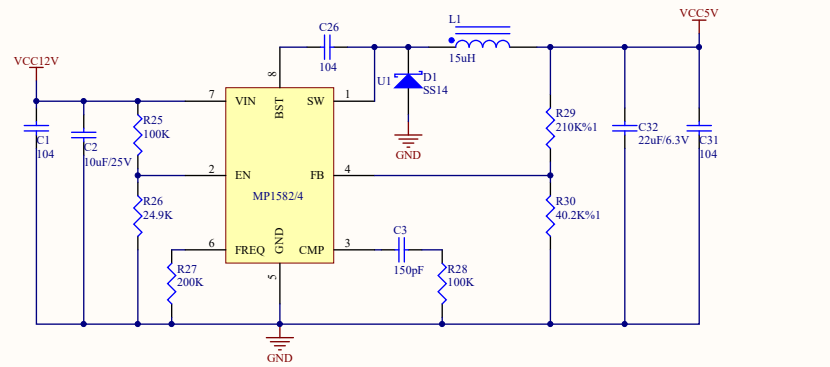 L1
VCC5V
C26
VCC12V
15uH
104
8
U1
D1
SS14
7
VIN
BST
SW
1
R25
100K
R29
210K%1
C1
104
C2
10uF/25V
C32
22uF/6.3V
C31
104
2
EN
FB
4
GND
MP1582/4
R26
24.9K
R30
40.2K%1
6
FREQ
GND
CMP
3
C3
150pF
R27
200K
5
R28
100K
GND